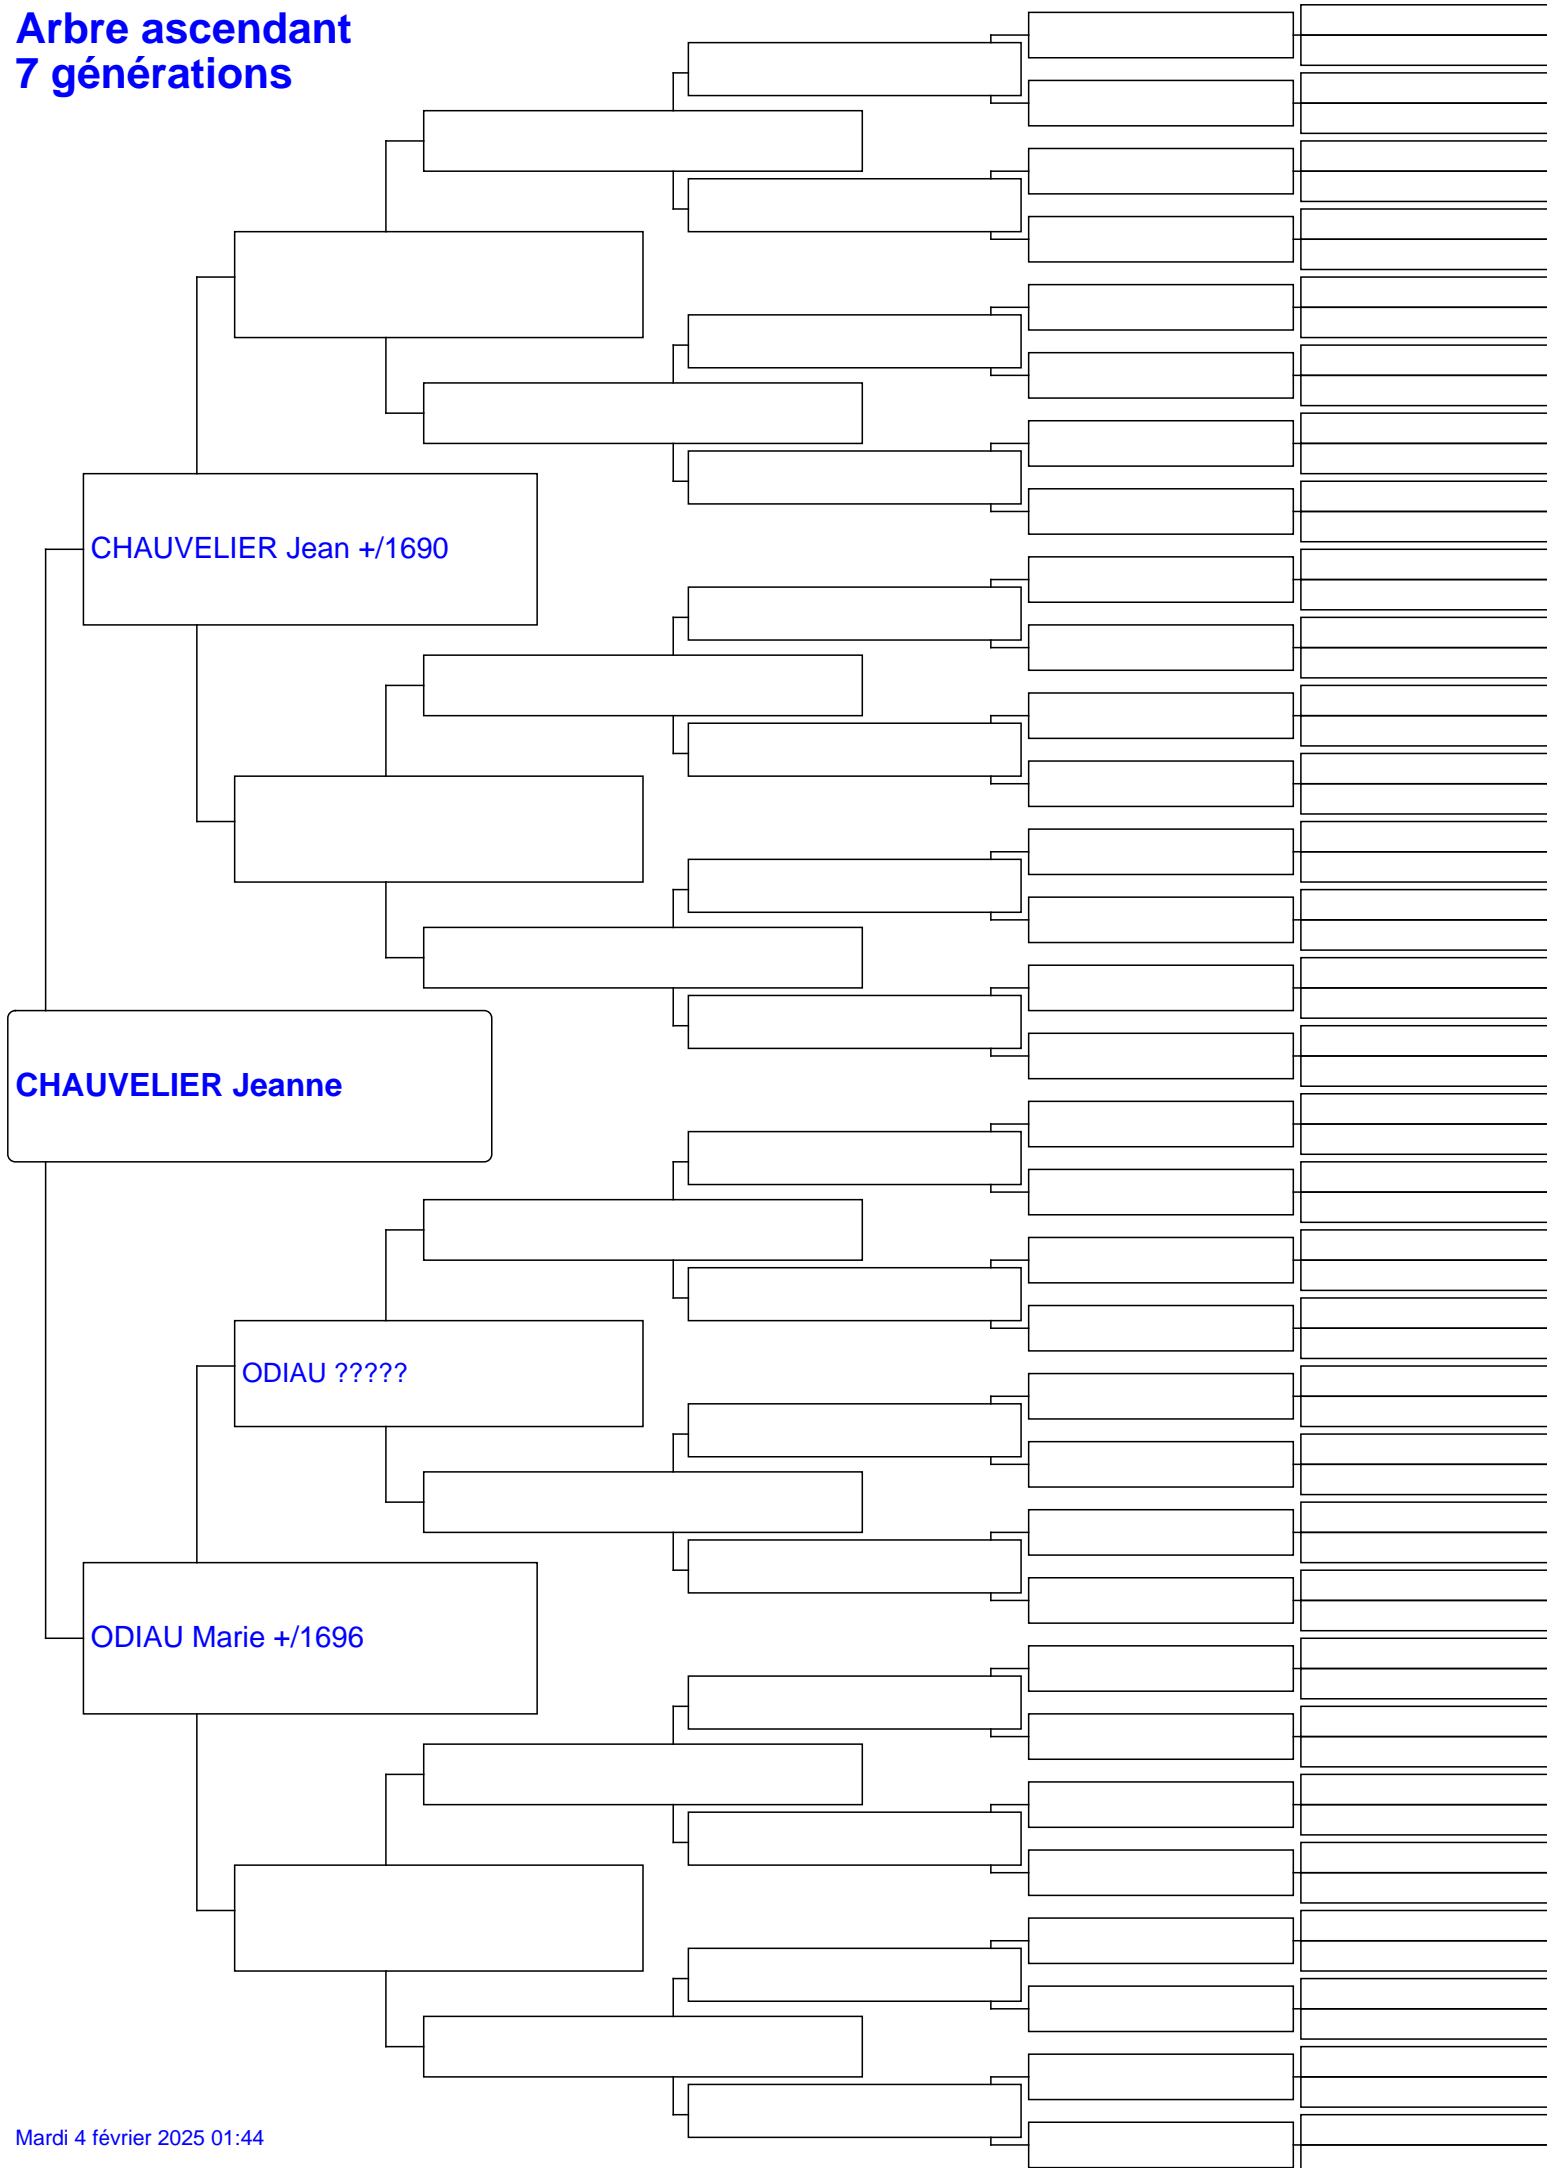 Arbre ascendant
7 générations
CHAUVELIER Jean +/1690
CHAUVELIER Jeanne
ODIAU ?????
ODIAU Marie +/1696
Mardi 4 février 2025 01:44